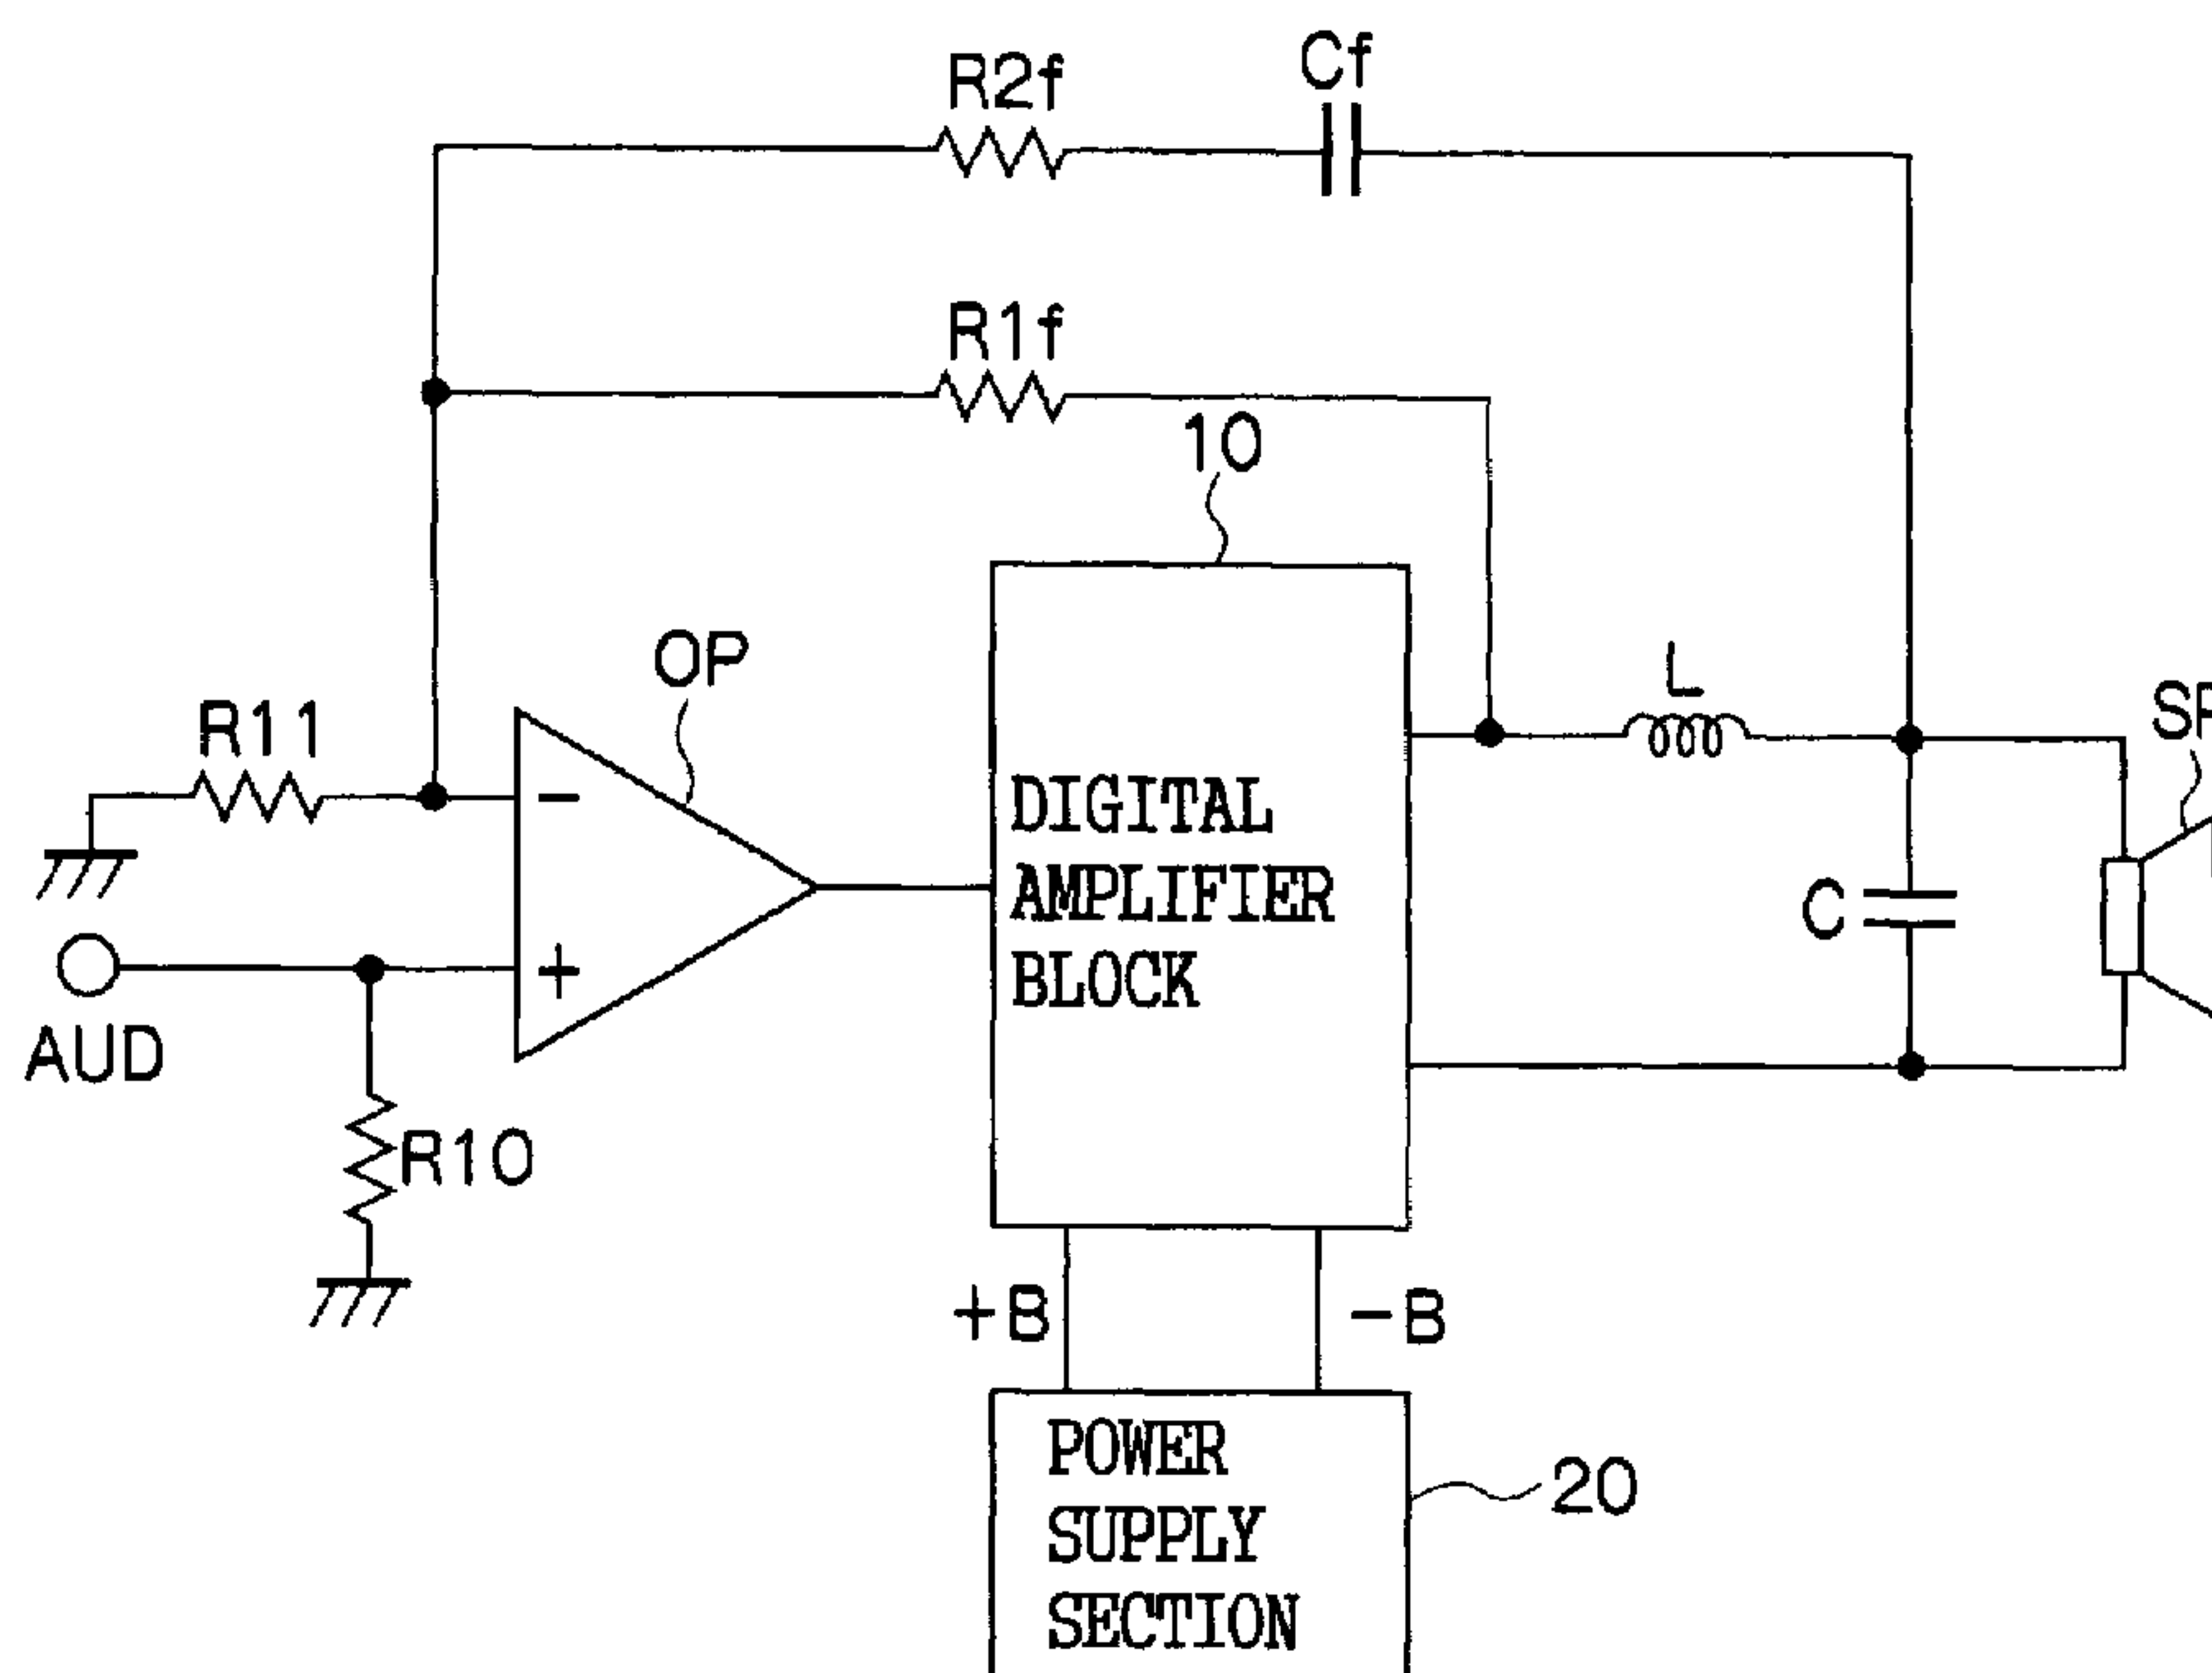 Cf
R2f
R1f
10
OP
L
R11
DIGITAL
AMPLIFIER
BLOCK
-
+
C
AUD
R10
+B
-B
POWER
SUPPLY
SECTION
20